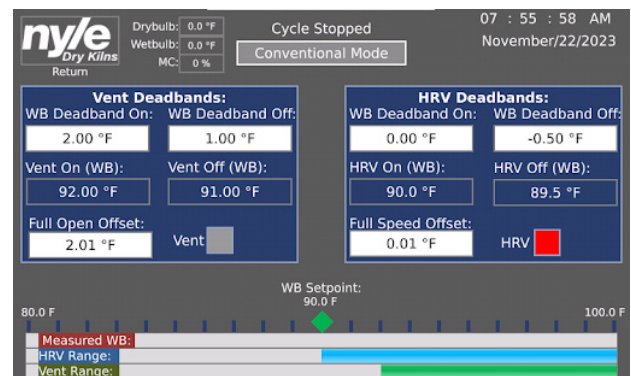 nyle
Dry Kilns
Return
Drybulb: 0.0 °F
Wetbulb: 0.0 °F
MC: 0 %
Cycle Stopped
Conventional Mode
07 : 55 : 58 AM
November/22/2023
Vent Deadbands:
WB Deadband On: WB Deadband Off:
2.00 °F 1.00 °F
Vent On (WB): Vent Off (WB):
92.00 °F 91.00 °F
Full Open Offset:
2.01 °F Vent
HRV Deadbands:
WB Deadband On: WB Deadband Off:
0.00 °F -0.50 °F
HRV On (WB): HRV Off (WB):
90.0 °F 89.5 °F
Full Speed Offset:
0.01 °F HRV
WB Setpoint:
90.0 F
80.0 F 100.0 F
Measured WB:
HRV Range:
Vent Range: